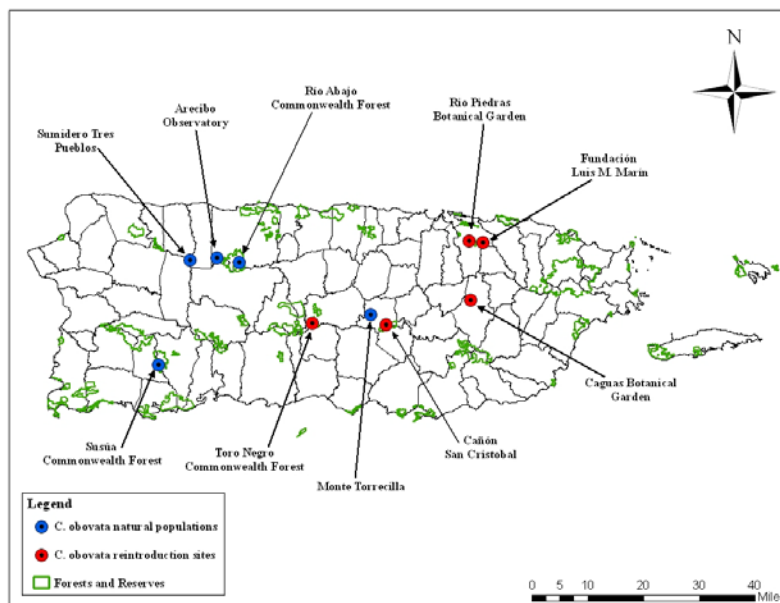 N
Río Abajo
Commonwealth Forest
Arecibo
Observatory
Río Piedras
Botanical Garden
Sumidero Tres
Pueblos
Fundación
Luis M. Marín
Caguas Botanical
Garden
Susúa
Commonwealth Forest
Toro Negro
Commonwealth Forest
Cañón
San Cristobal
Monte Torrecilla
Legend
C. obovata natural populations
C. obovata reintroduction sites
Forests and Reserves
0 5 10 20 30 40
Mile